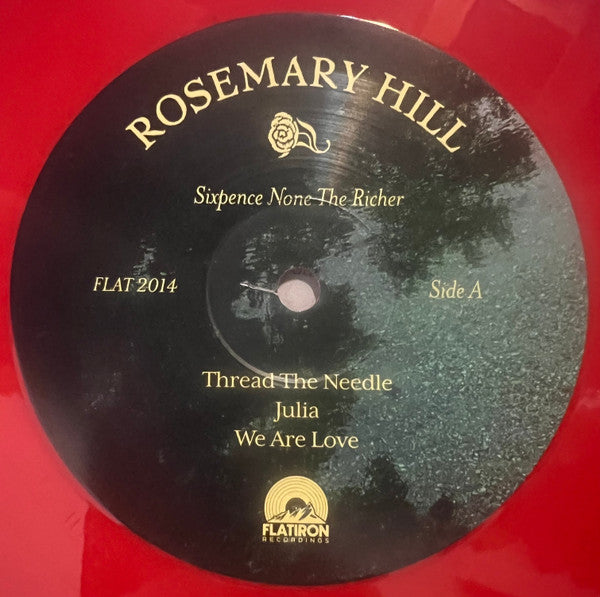 ROSEMARY HILL
Sixpence None The Richer
FLAT 2014
Side A
Thread The Needle
Julia
We Are Love
FLATIRON
RECORDINGS